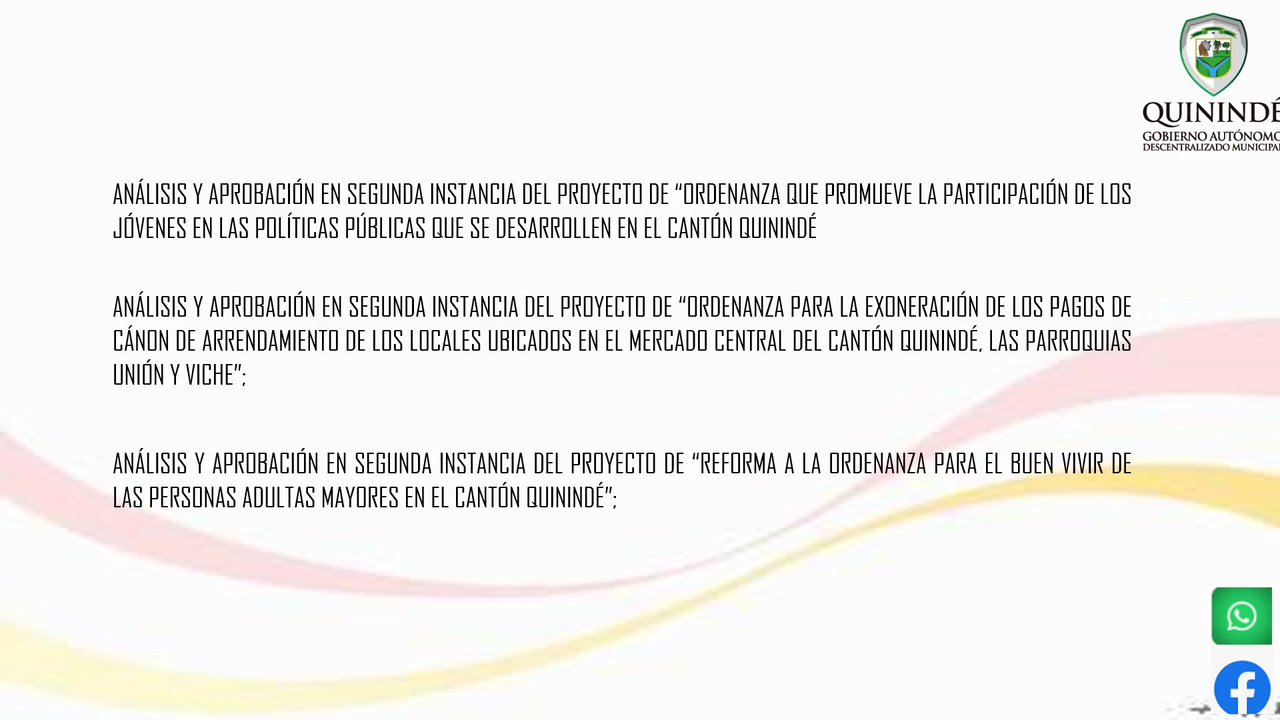 QUININDÉ
GOBIERNO AUTÓNOMO
DESCENTRALIZADO MUNICIPAL
ANÁLISIS Y APROBACIÓN EN SEGUNDA INSTANCIA DEL PROYECTO DE “ORDENANZA QUE PROMUEVE LA PARTICIPACIÓN DE LOS
JÓVENES EN LAS POLÍTICAS PÚBLICAS QUE SE DESARROLLEN EN EL CANTÓN QUININDÉ
ANÁLISIS Y APROBACIÓN EN SEGUNDA INSTANCIA DEL PROYECTO DE “ORDENANZA PARA LA EXONERACIÓN DE LOS PAGOS DE
CÁNON DE ARRENDAMIENTO DE LOS LOCALES UBICADOS EN EL MERCADO CENTRAL DEL CANTÓN QUININDÉ, LAS PARROQUIAS
UNIÓN Y VICHE”;
ANÁLISIS Y APROBACIÓN EN SEGUNDA INSTANCIA DEL PROYECTO DE “REFORMA A LA ORDENANZA PARA EL BUEN VIVIR DE
LAS PERSONAS ADULTAS MAYORES EN EL CANTÓN QUININDÉ”;